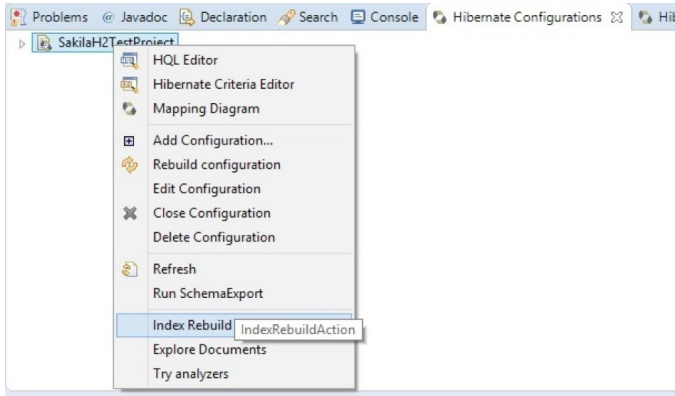 Problems @ Javadoc Declaration Search Console Hibernate Configurations Hil
SakilaH2TestProject
HQL Editor
Hibernate Criteria Editor
Mapping Diagram
Add Configuration...
Rebuild configuration
Edit Configuration
Close Configuration
Delete Configuration
Refresh
Run SchemaExport
Index Rebuild IndexRebuildAction
Explore Documents
Try analyzers